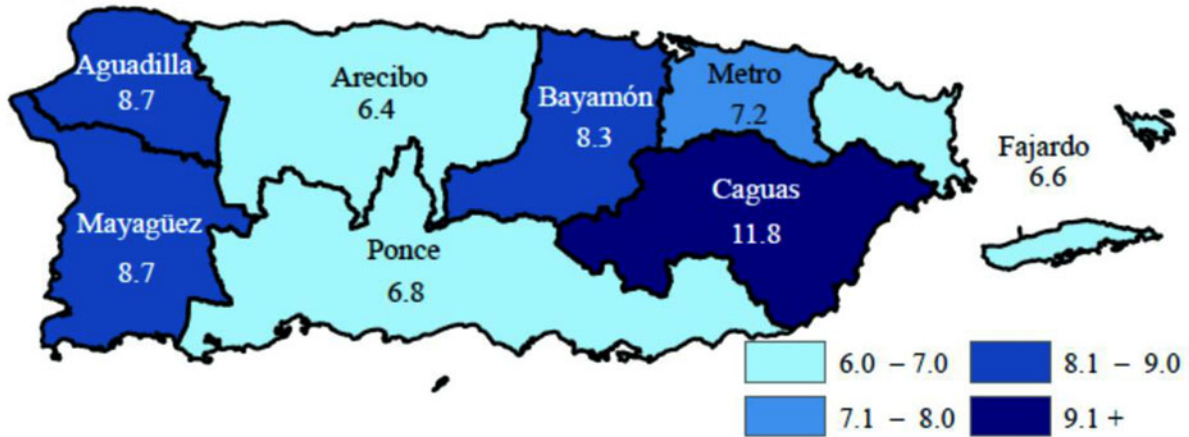 Aguadilla
8.7
Arecibo
6.4
Bayamón
8.3
Metro
7.2
Fajardo
6.6
Mayagüez
8.7
Ponce
6.8
Caguas
11.8
6.0 – 7.0
8.1 – 9.0
7.1 – 8.0
9.1 +